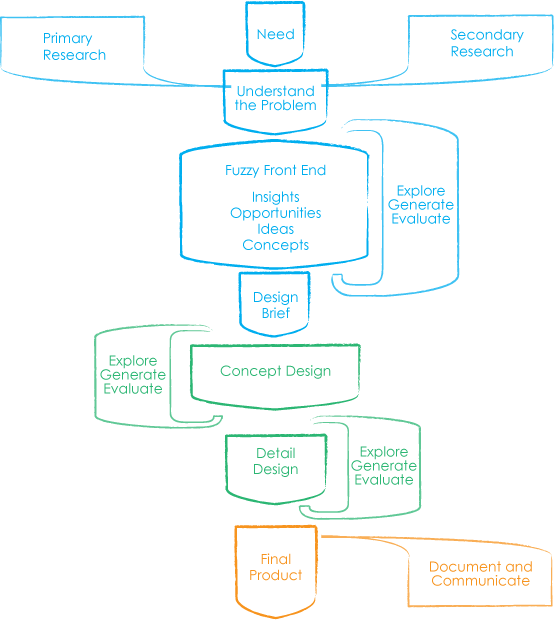 Need
Primary
Research
Secondary
Research
Understand
the Problem
Fuzzy Front End
Insights
Opportunities
Ideas
Concepts
Explore
Generate
Evaluate
Design
Brief
Explore
Generate
Evaluate
Concept Design
Detail
Design
Explore
Generate
Evaluate
Final
Product
Document and
Communicate